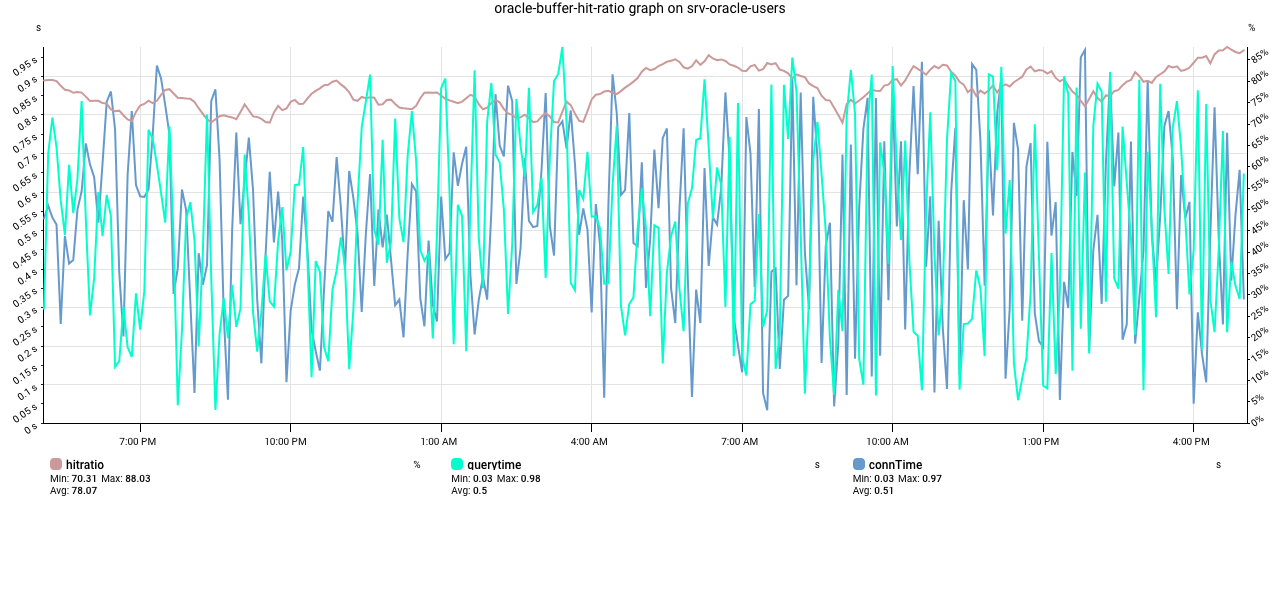 oracle-buffer-hit-ratio graph on srv-oracle-users
s %
0.95 s 85%
0.9 s 80%
0.85 s 75%
0.8 s 70%
0.75 s 65%
0.7 s 60%
0.65 s 55%
0.6 s 50%
0.55 s 45%
0.5 s 40%
0.45 s 35%
0.4 s 30%
0.35 s 25%
0.3 s 20%
0.25 s 15%
0.2 s 10%
0.15 s 5%
0.1 s 0%
0.05 s
0 s
7:00 PM 10:00 PM 1:00 AM 4:00 AM 7:00 AM 10:00 AM 1:00 PM 4:00 PM
hitratio % querytime s connTime s
Min: 70.31 Max: 88.03 Min: 0.03 Max: 0.98 Min: 0.03 Max: 0.97
Avg: 78.07 Avg: 0.5 Avg: 0.51